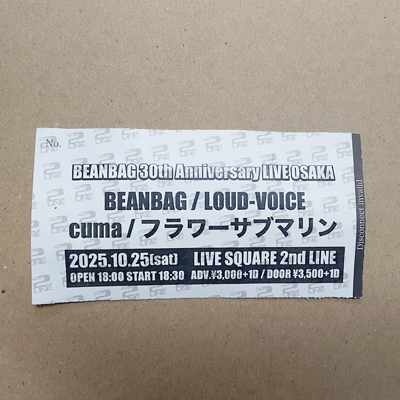 No.
BEANBAG 30th Anniversary LIVE OSAKA
BEANBAG / LOUD-VOICE
cuma / フラワーサブマリン
2025.10.25(sat) LIVE SQUARE 2nd LINE
OPEN 18:00 START 18:30 ADV.¥3,000+1D / DOOR ¥3,500+1D
Disconnect invalid